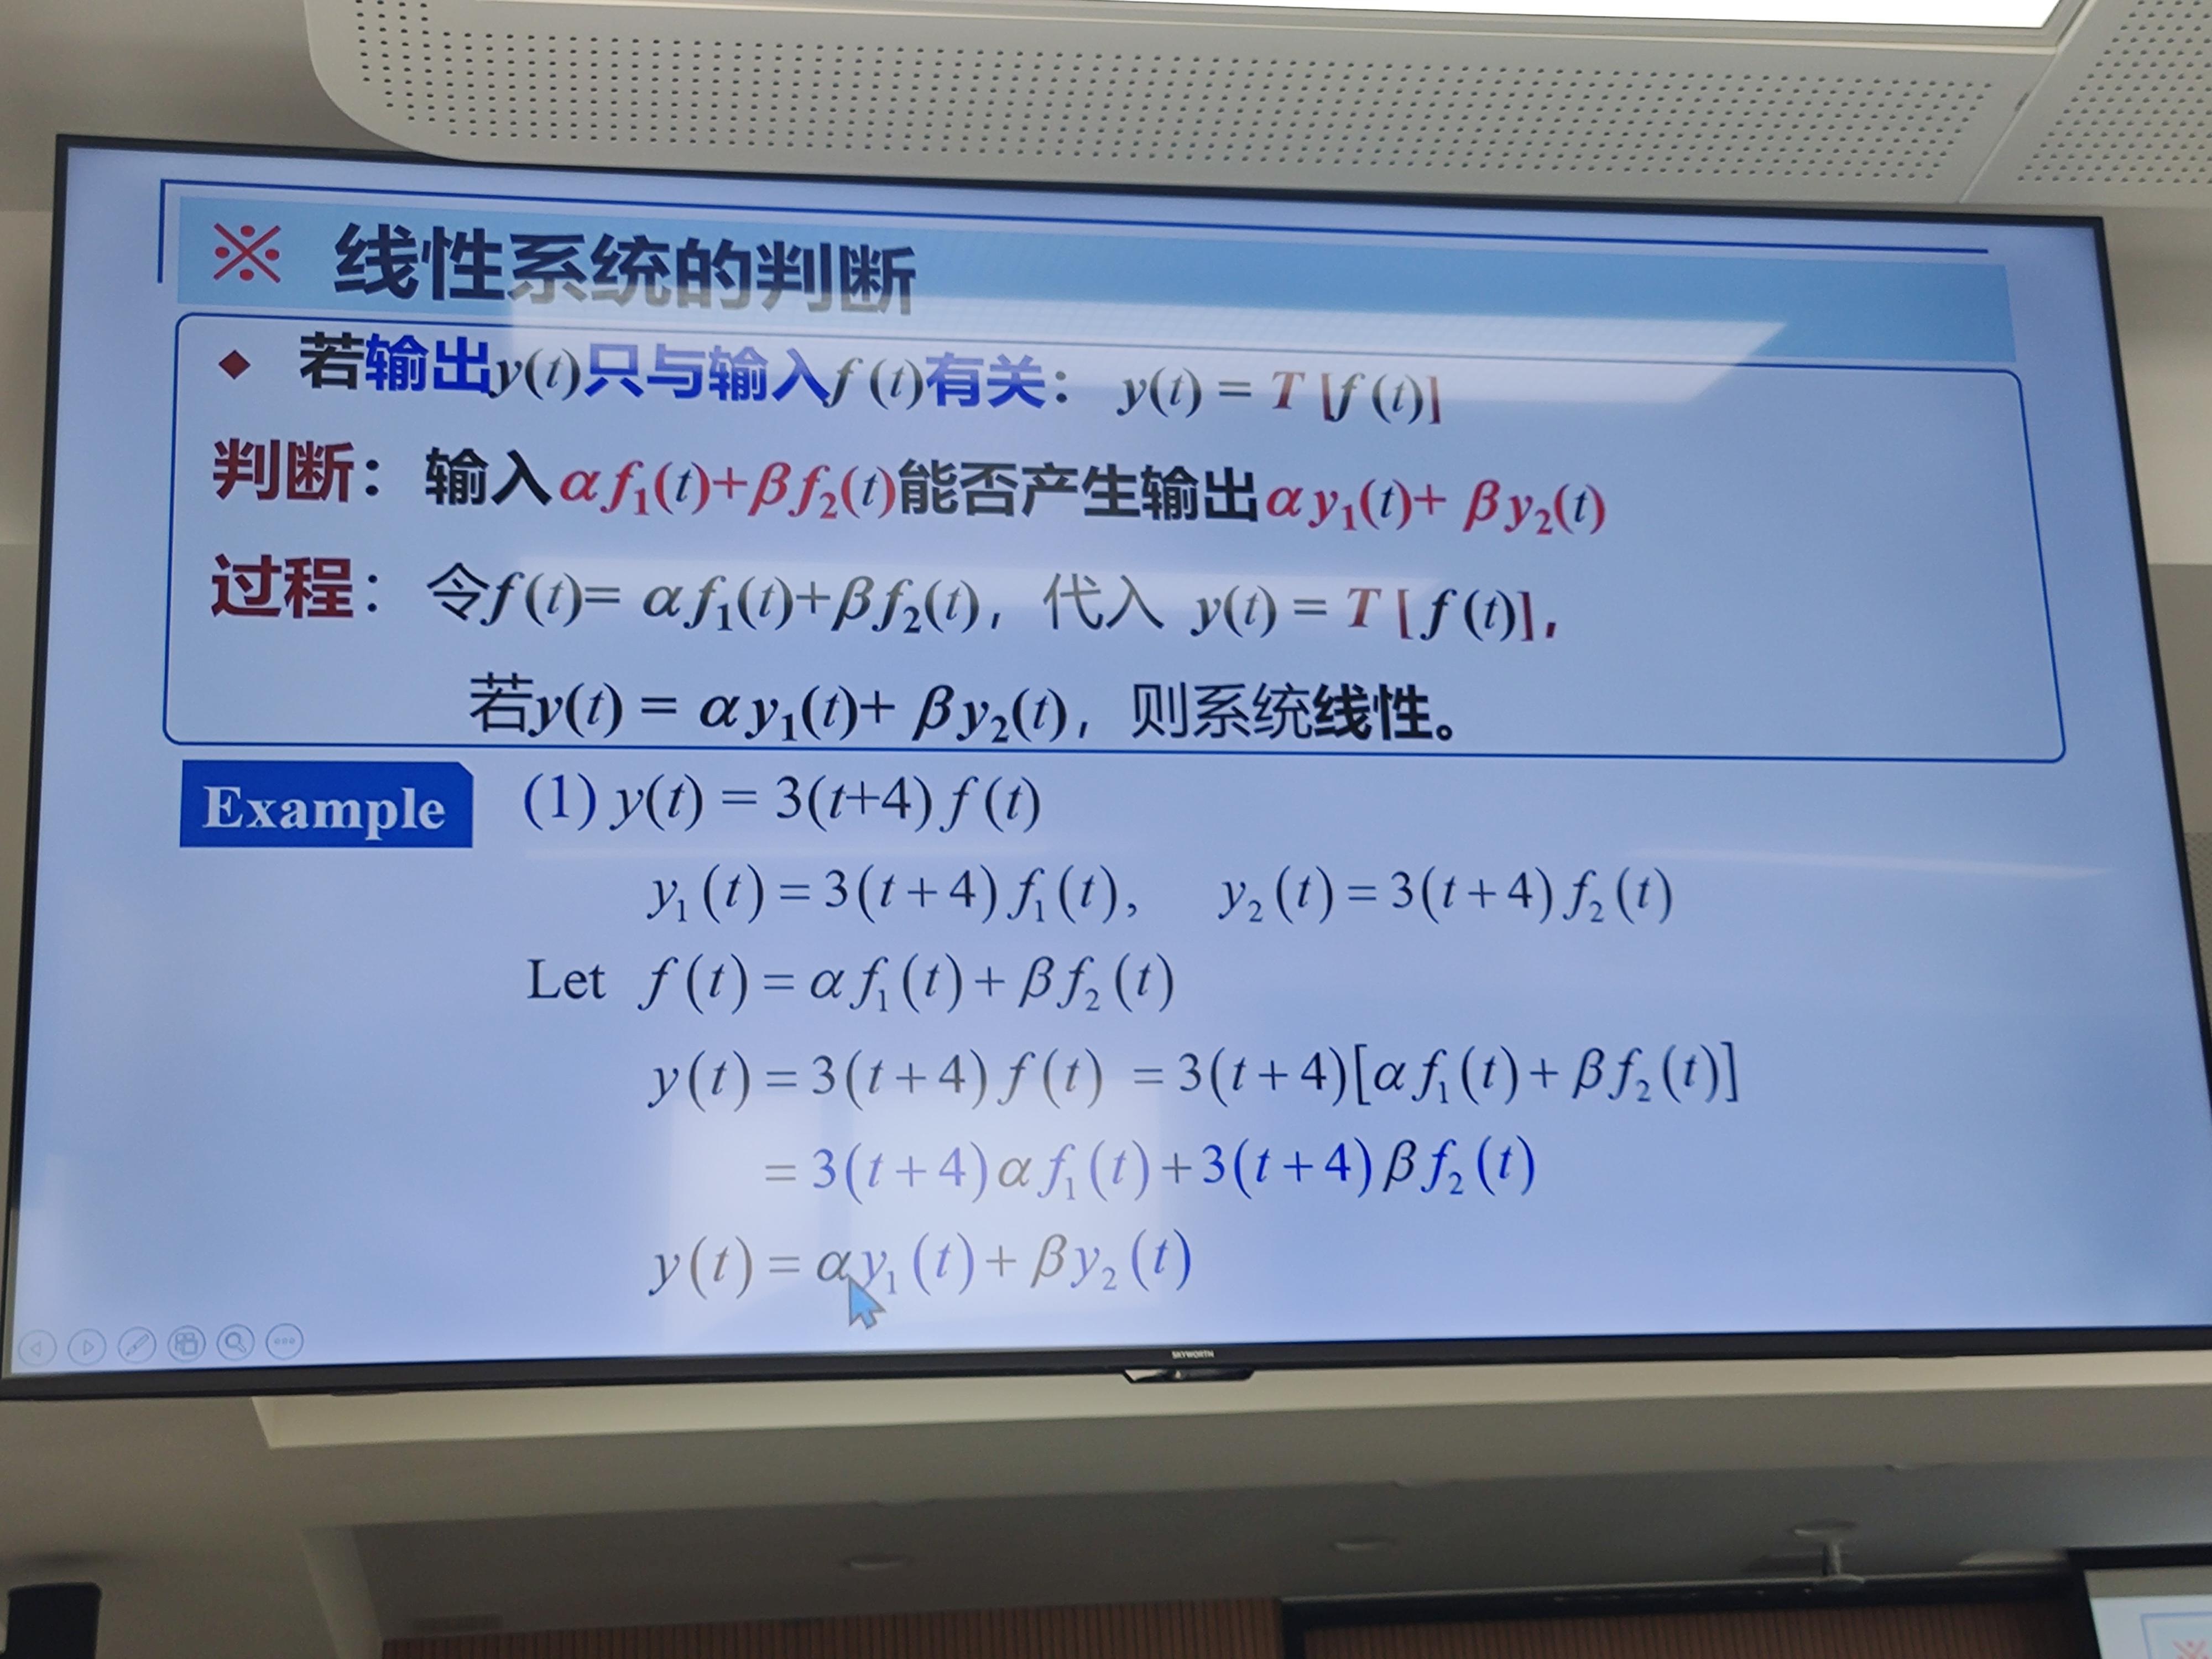 ※ 线性系统的判断
◆ 若输出y(t)只与输入f(t)有关： y(t) = T [f(t)]
判断：输入αf₁(t)+βf₂(t)能否产生输出αy₁(t)+ βy₂(t)
过程：令f(t)= αf₁(t)+βf₂(t)，代入 y(t) = T [f(t)]，
若y(t) = αy₁(t)+ βy₂(t)，则系统线性。
Example (1) y(t) = 3(t+4)f(t)
y₁(t) = 3(t+4)f₁(t), y₂(t) = 3(t+4)f₂(t)
Let f(t) = αf₁(t) + βf₂(t)
y(t) = 3(t+4)f(t) = 3(t+4)[αf₁(t) + βf₂(t)]
= 3(t+4)αf₁(t) + 3(t+4)βf₂(t)
y(t) = αy₁(t) + βy₂(t)
SKYWORTH